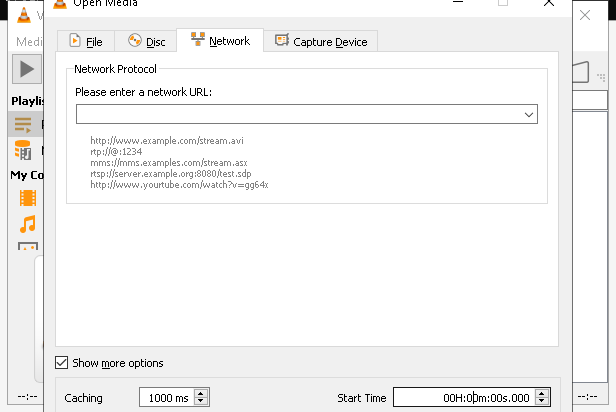 Open Media
Medi
File
Disc
Network
Capture Device
Network Protocol
Please enter a network URL:
http://www.example.com/stream.avi
rtp://@:1234
mms://mms.examples.com/stream.asx
rtsp://server.example.org:8080/test.sdp
http://www.yourtube.com/watch?v=gg64x
Playlis
My Co
Show more options
Caching
1000 ms
Start Time
00H:00m:00s.000
--:--
--:--